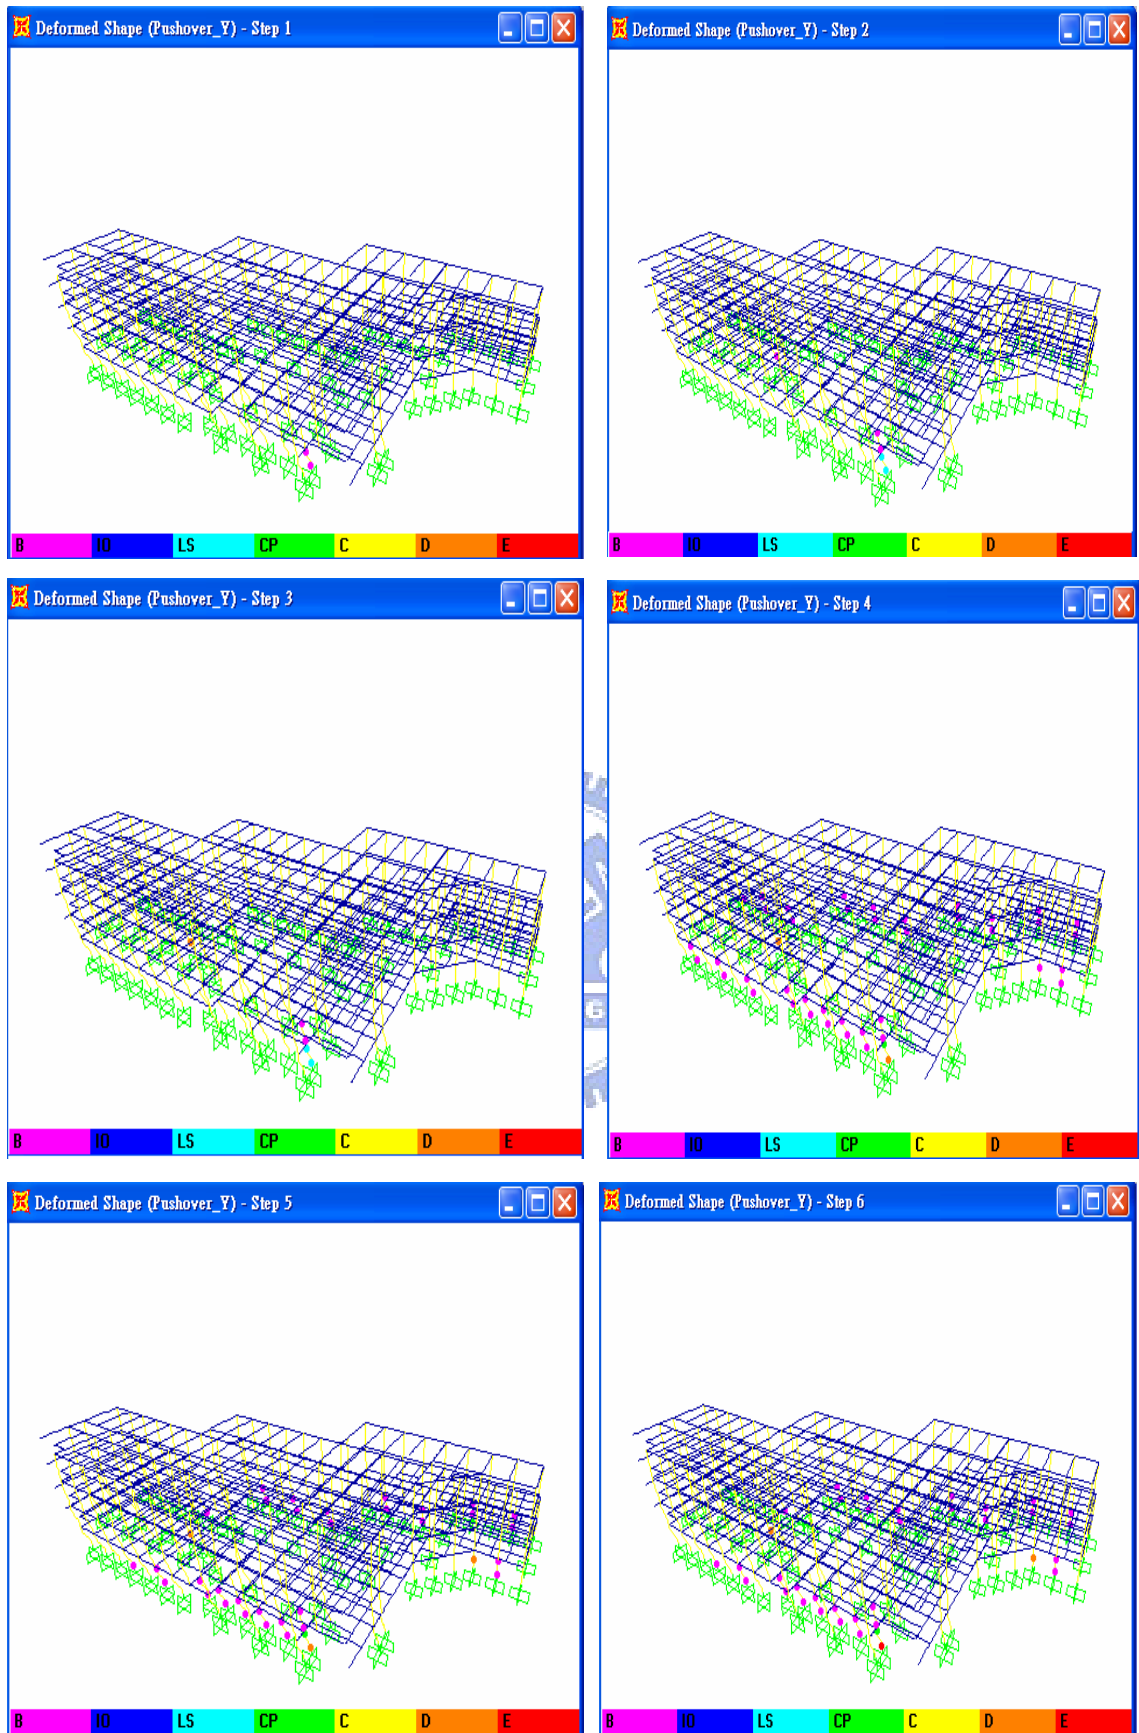 Deformed Shape (Pushover_Y) - Step 1
B IO LS CP C D E
Deformed Shape (Pushover_Y) - Step 2
B IO LS CP C D E
Deformed Shape (Pushover_Y) - Step 3
B IO LS CP C D E
Deformed Shape (Pushover_Y) - Step 4
B IO LS CP C D E
Deformed Shape (Pushover_Y) - Step 5
B IO LS CP C D E
Deformed Shape (Pushover_Y) - Step 6
B IO LS CP C D E